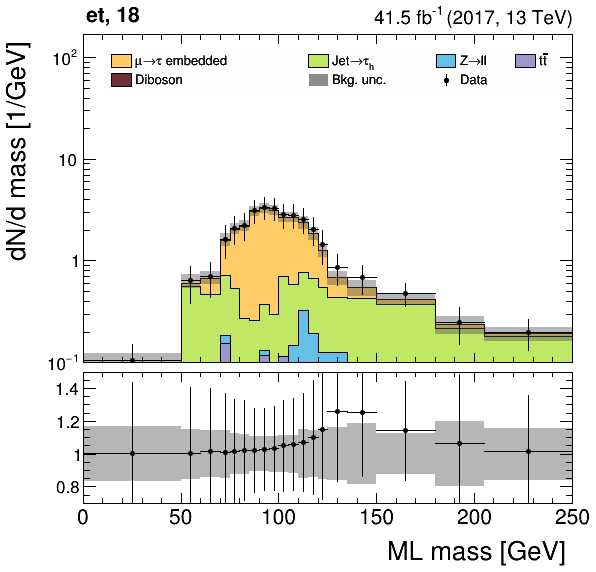 et, 18
41.5 fb⁻¹ (2017, 13 TeV)
dN/d mass [1/GeV]
10²
10
1
10⁻¹
μ→τ embedded
Jet→τₕ
Z→ll
tt̄
Diboson
Bkg. unc.
Data
1.4
1.2
1
0.8
0 50 100 150 200 250
ML mass [GeV]